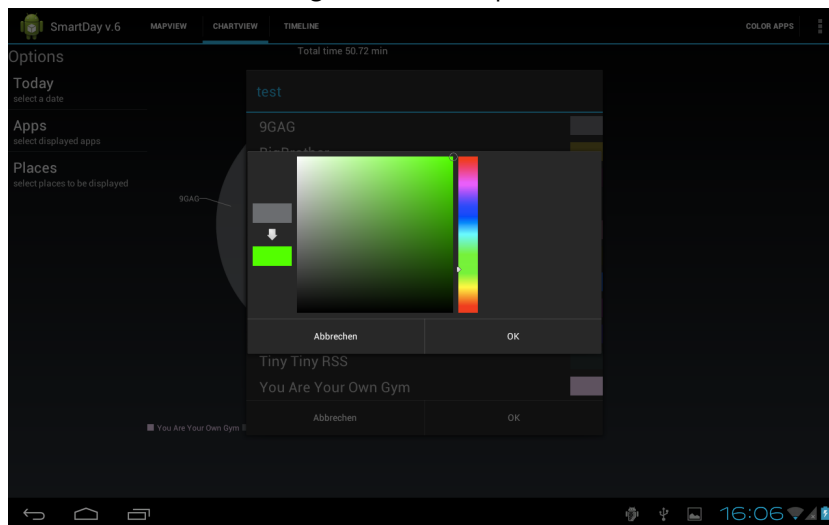 SmartDay v.6 MAPVIEW CHARTVIEW TIMELINE COLOR APPS
Total time 50.72 min
Options
Today
select a date
Apps
select displayed apps
Places
select places to be displayed
test
9GAG
BigBrother
9GAG
Abbrechen OK
Tiny Tiny RSS
You Are Your Own Gym
Abbrechen OK
You Are Your Own Gym
16:06